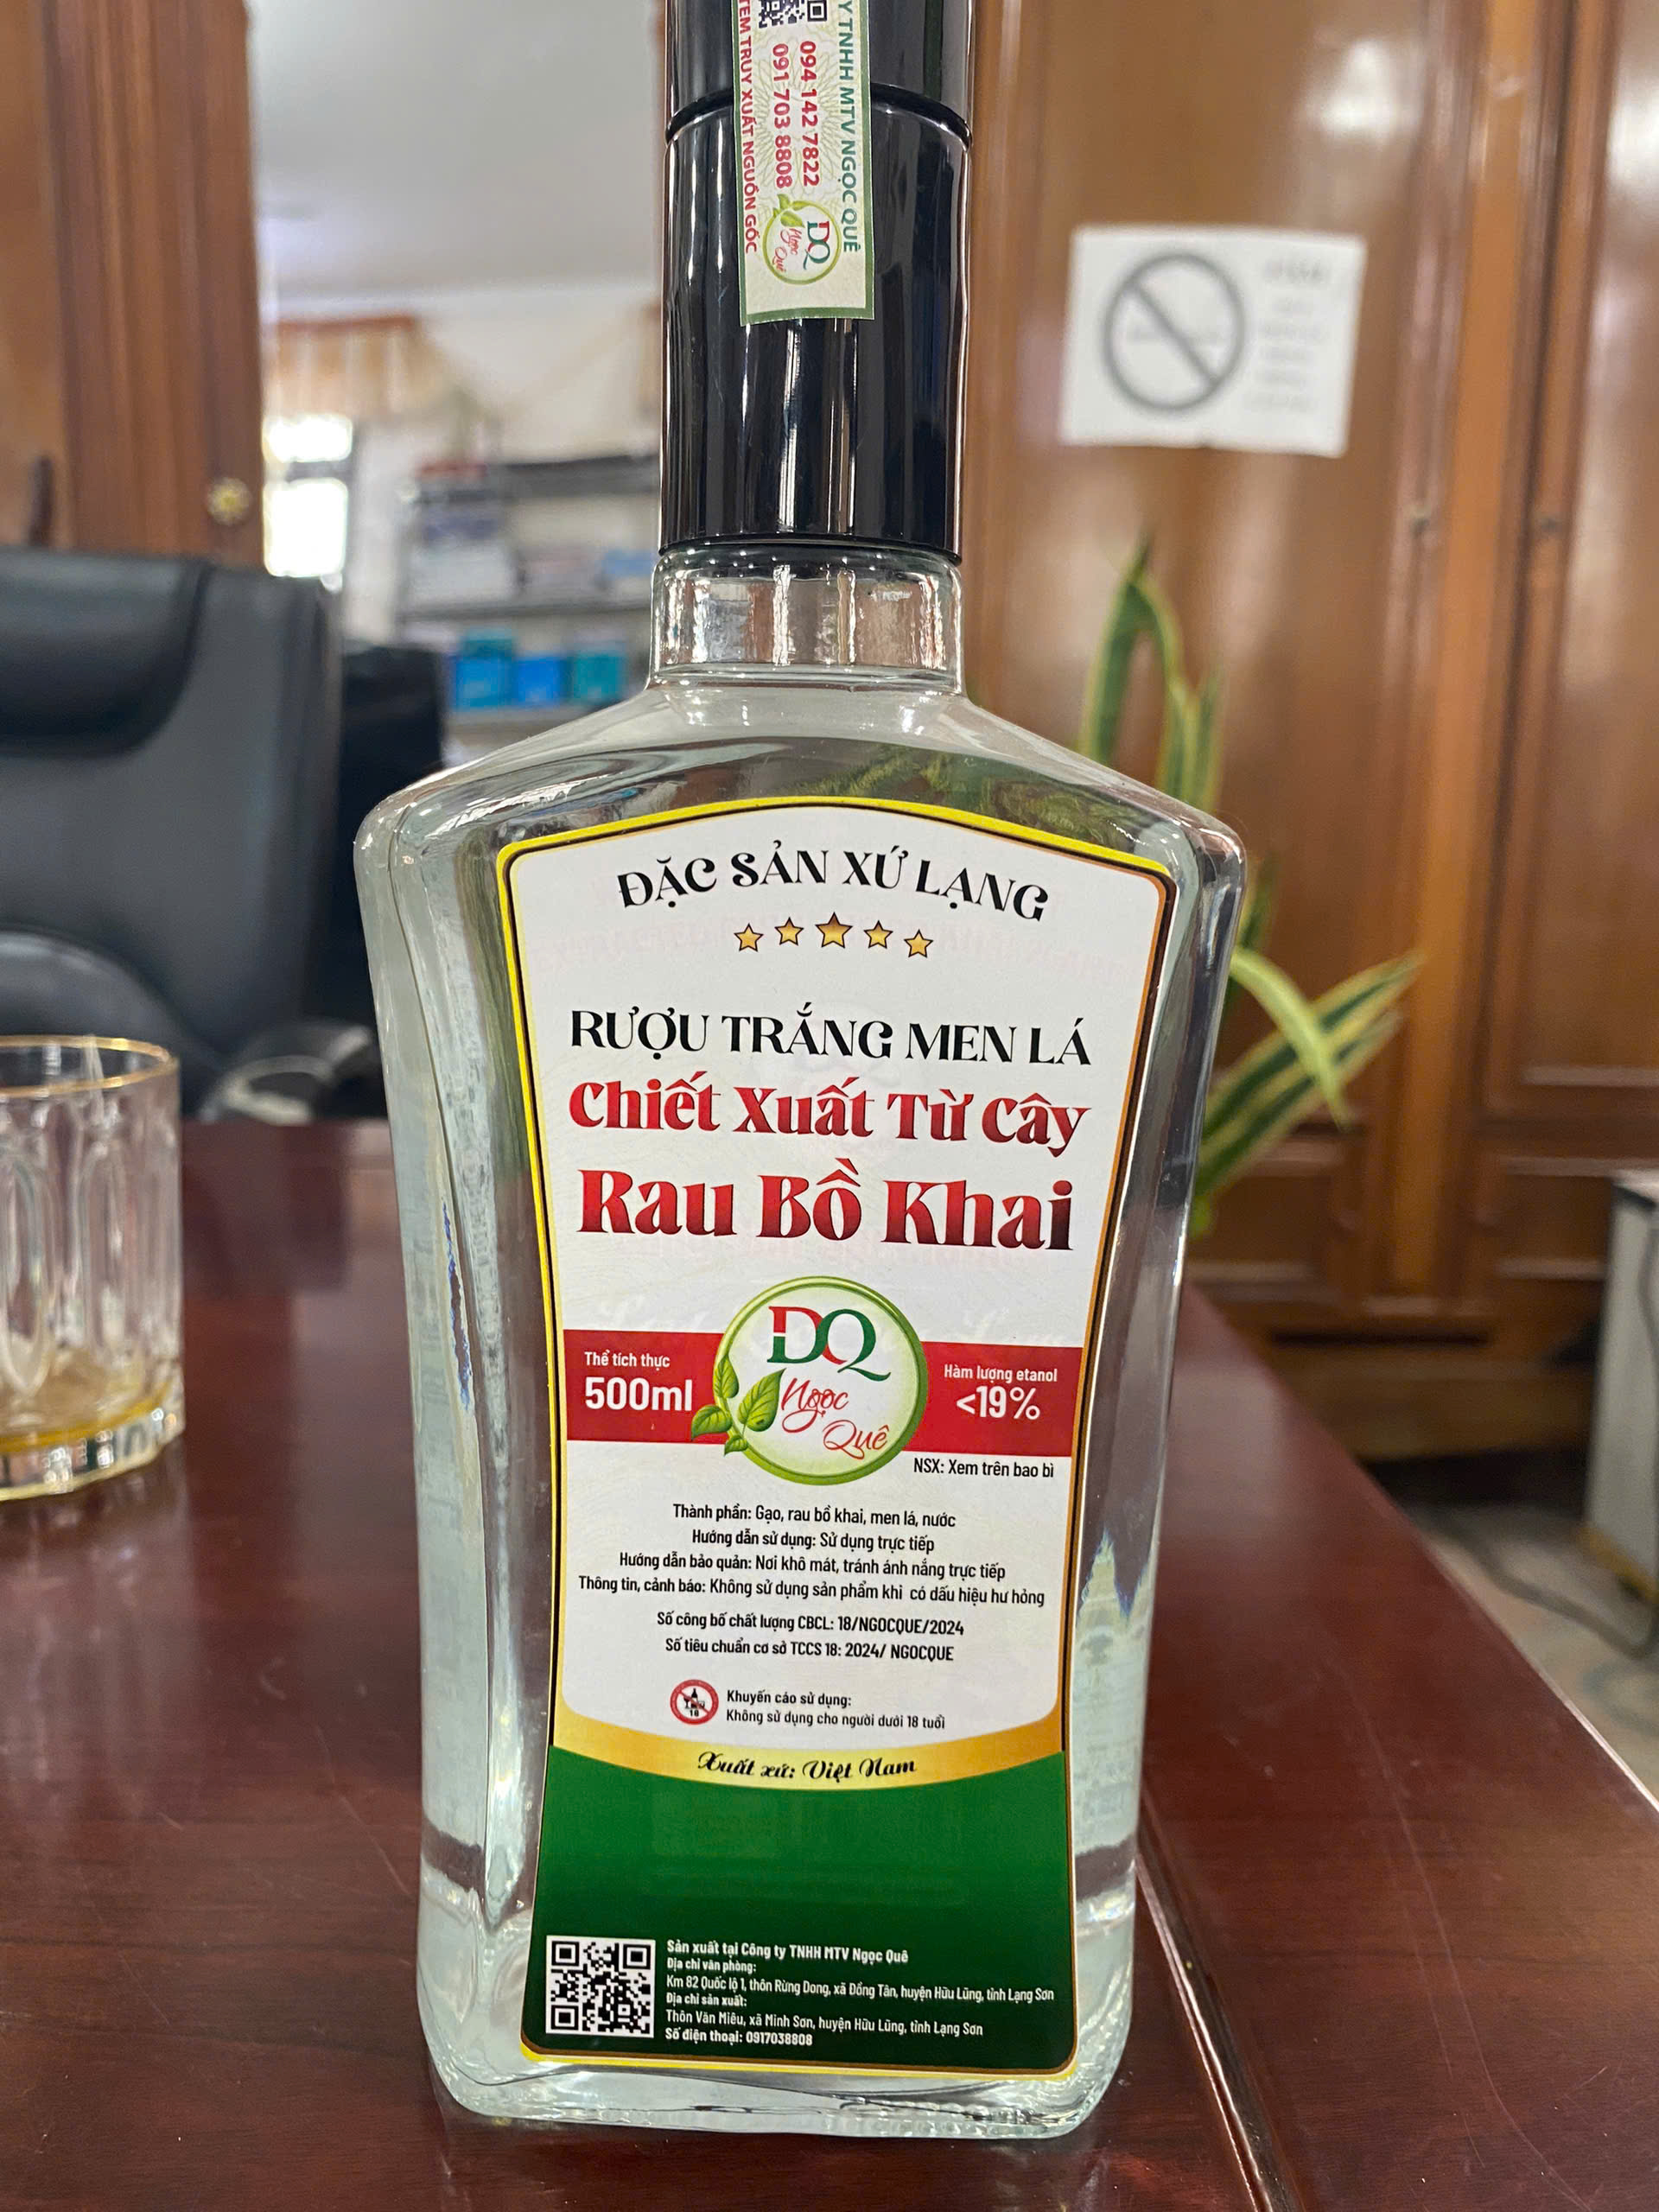 Y TNHH MTV NGỌC QUÊ
094 142 7822
091 703 8808
TEM TRUY XUẤT NGUỒN GỐC
DQ
Ngọc
Quê
ĐẶC SẢN XỨ LẠNG
RƯỢU TRẮNG MEN LÁ
Chiết Xuất Từ Cây
Rau Bồ Khai
Thể tích thực
500ml
DQ
Ngọc
Quê
Hàm lượng etanol
<19%
NSX: Xem trên bao bì
Thành phần: Gạo, rau bồ khai, men lá, nước
Hướng dẫn sử dụng: Sử dụng trực tiếp
Hướng dẫn bảo quản: Nơi khô mát, tránh ánh nắng trực tiếp
Thông tin, cảnh báo: Không sử dụng sản phẩm khi có dấu hiệu hư hỏng
Số công bố chất lượng CBCL: 18/NGOCQUE/2024
Số tiêu chuẩn cơ sở TCCS 18: 2024/ NGOCQUE
18
Khuyến cáo sử dụng:
Không sử dụng cho người dưới 18 tuổi
Xuất xứ: Việt Nam
Sản xuất tại Công ty TNHH MTV Ngọc Quê
Địa chỉ văn phòng:
Km 82 Quốc lộ 1, thôn Rừng Dong, xã Đồng Tân, huyện Hữu Lũng, tỉnh Lạng Sơn
Địa chỉ sản xuất:
Thôn Văn Miêu, xã Minh Sơn, huyện Hữu Lũng, tỉnh Lạng Sơn
Số điện thoại: 0917038808